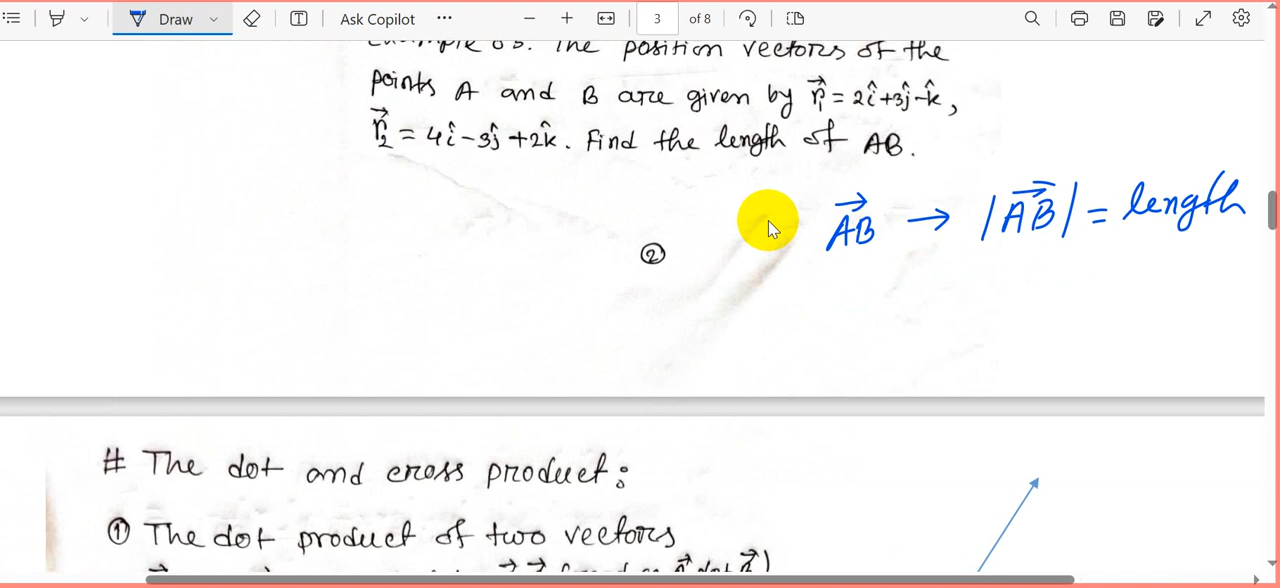 Draw
Ask Copilot
3 of 8
Example 03. The position vectors of the
points A and B are given by r⃗₁ = 2î+3ĵ-k̂,
r⃗₂ = 4î-3ĵ+2k̂. Find the length of AB.
A⃗B⃗ → |A⃗B⃗| = length
②
# The dot and cross product:
① The dot product of two vectors